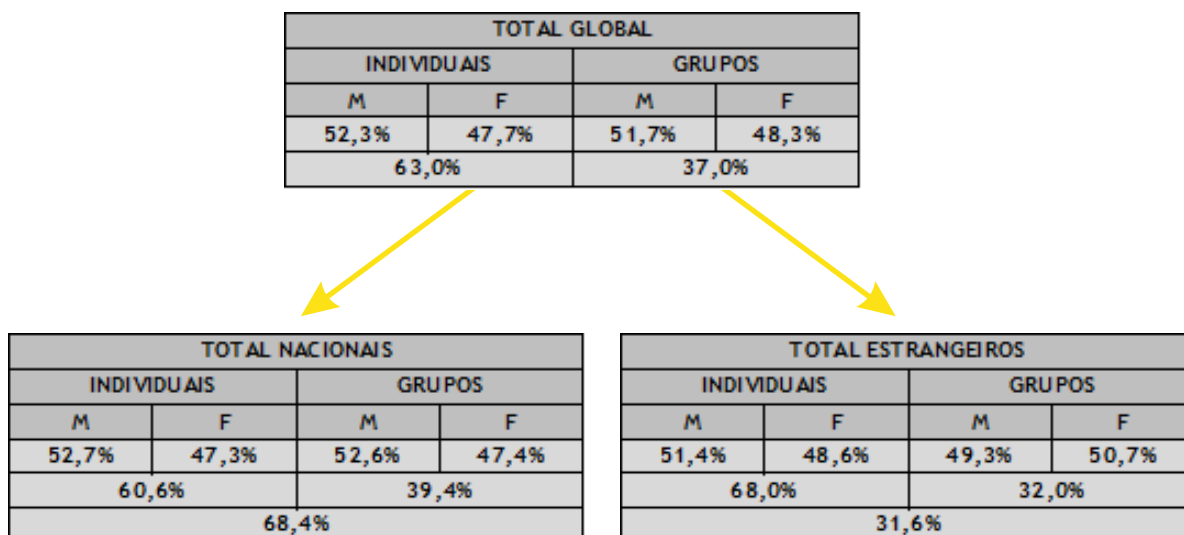 TOTAL GLOBAL
INDIVIDUAIS GRUPOS
M F M F
52,3% 47,7% 51,7% 48,3%
63,0% 37,0%
TOTAL NACIONAIS
INDIVIDUAIS GRUPOS
M F M F
52,7% 47,3% 52,6% 47,4%
60,6% 39,4%
68,4%
TOTAL ESTRANGEIROS
INDIVIDUAIS GRUPOS
M F M F
51,4% 48,6% 49,3% 50,7%
68,0% 32,0%
31,6%